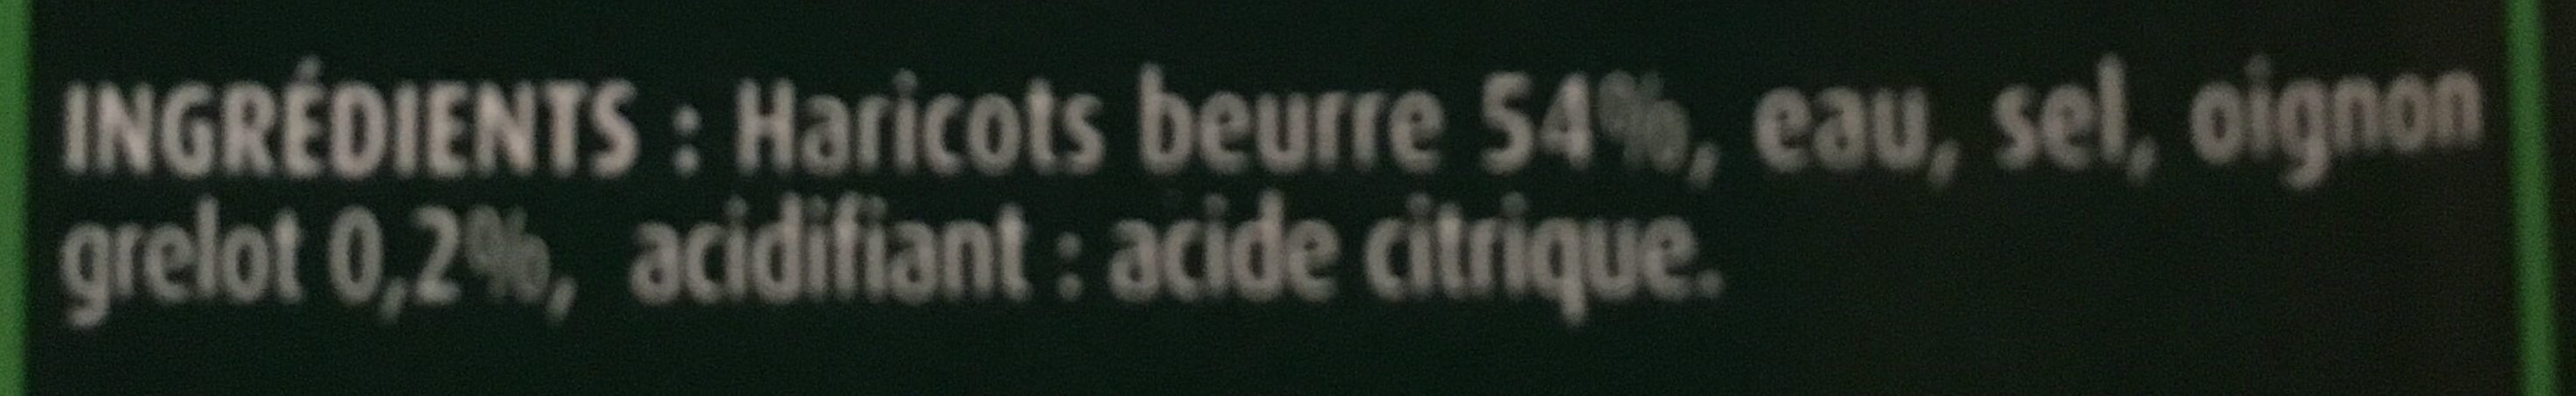 INGRÉDIENTS : Haricots beurre 54%, eau, sel, oignon
grelot 0,2%, acidifiant : acide citrique.